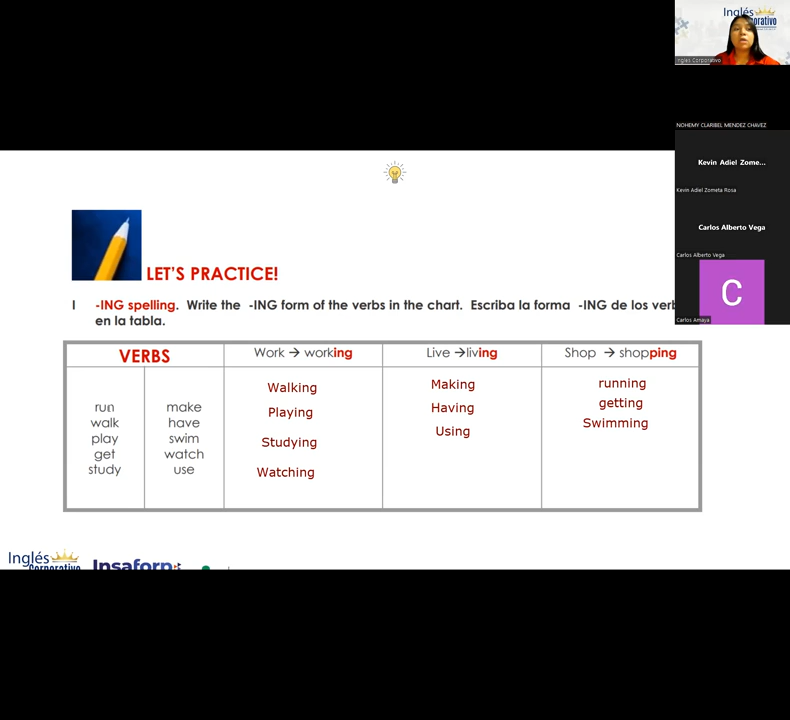 Inglés
Corporativo
Inglés Corporativo
NOHEMY CLARIBEL MENDEZ CHAVEZ
Kevin Adiel Zome...
Kevin Adiel Zometa Rosa
Carlos Alberto Vega
Carlos Alberto Vega
C
Carlos Amaya
LET'S PRACTICE!
I -ING spelling. Write the -ING form of the verbs in the chart. Escriba la forma -ING de los
en la tabla.
VERBS
Work → working
Live →living
Shop → shopping
run
walk
play
get
study
make
have
swim
watch
use
Walking
Playing
Studying
Watching
Making
Having
Using
running
getting
Swimming
Inglés
Corporativo
Insaforp